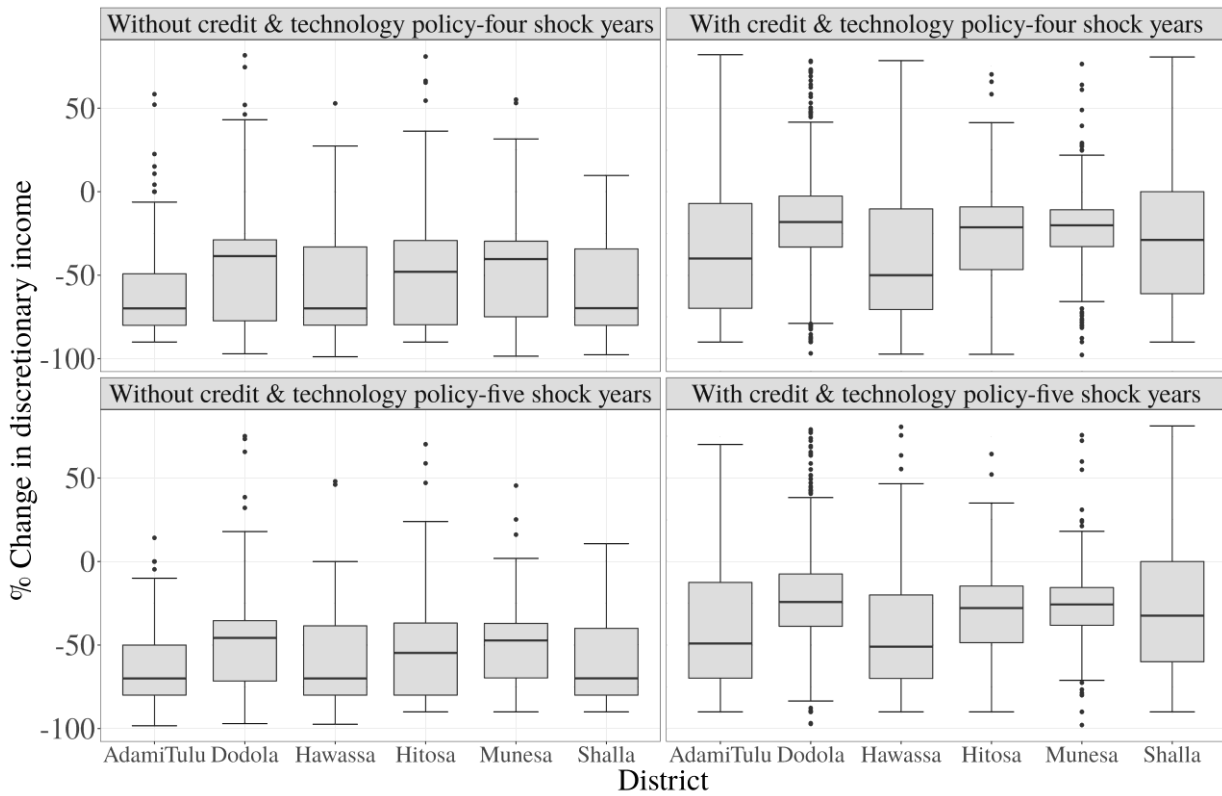 Without credit & technology policy-four shock years
With credit & technology policy-four shock years
50
0
-50
-100
Without credit & technology policy-five shock years
With credit & technology policy-five shock years
50
0
-50
-100
% Change in discretionary income
AdamiTulu Dodola Hawassa Hitosa Munesa Shalla
AdamiTulu Dodola Hawassa Hitosa Munesa Shalla
District